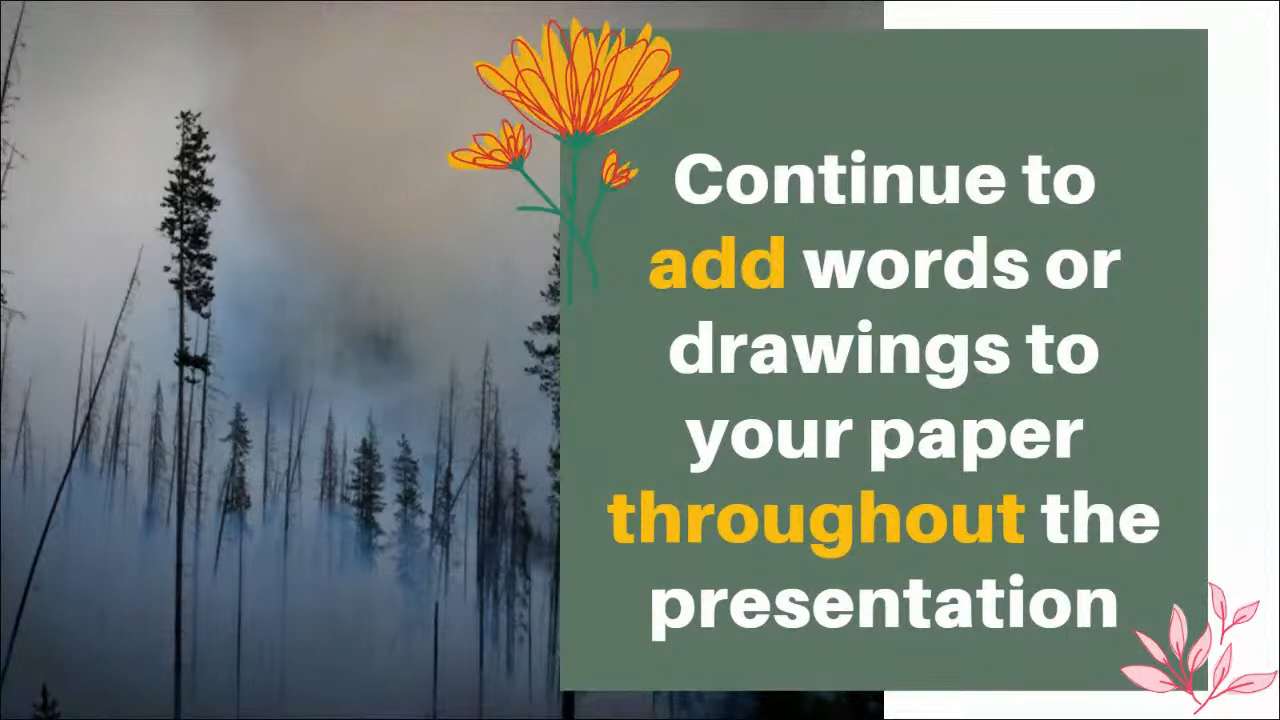 Continue to
add words or
drawings to
your paper
throughout the
presentation